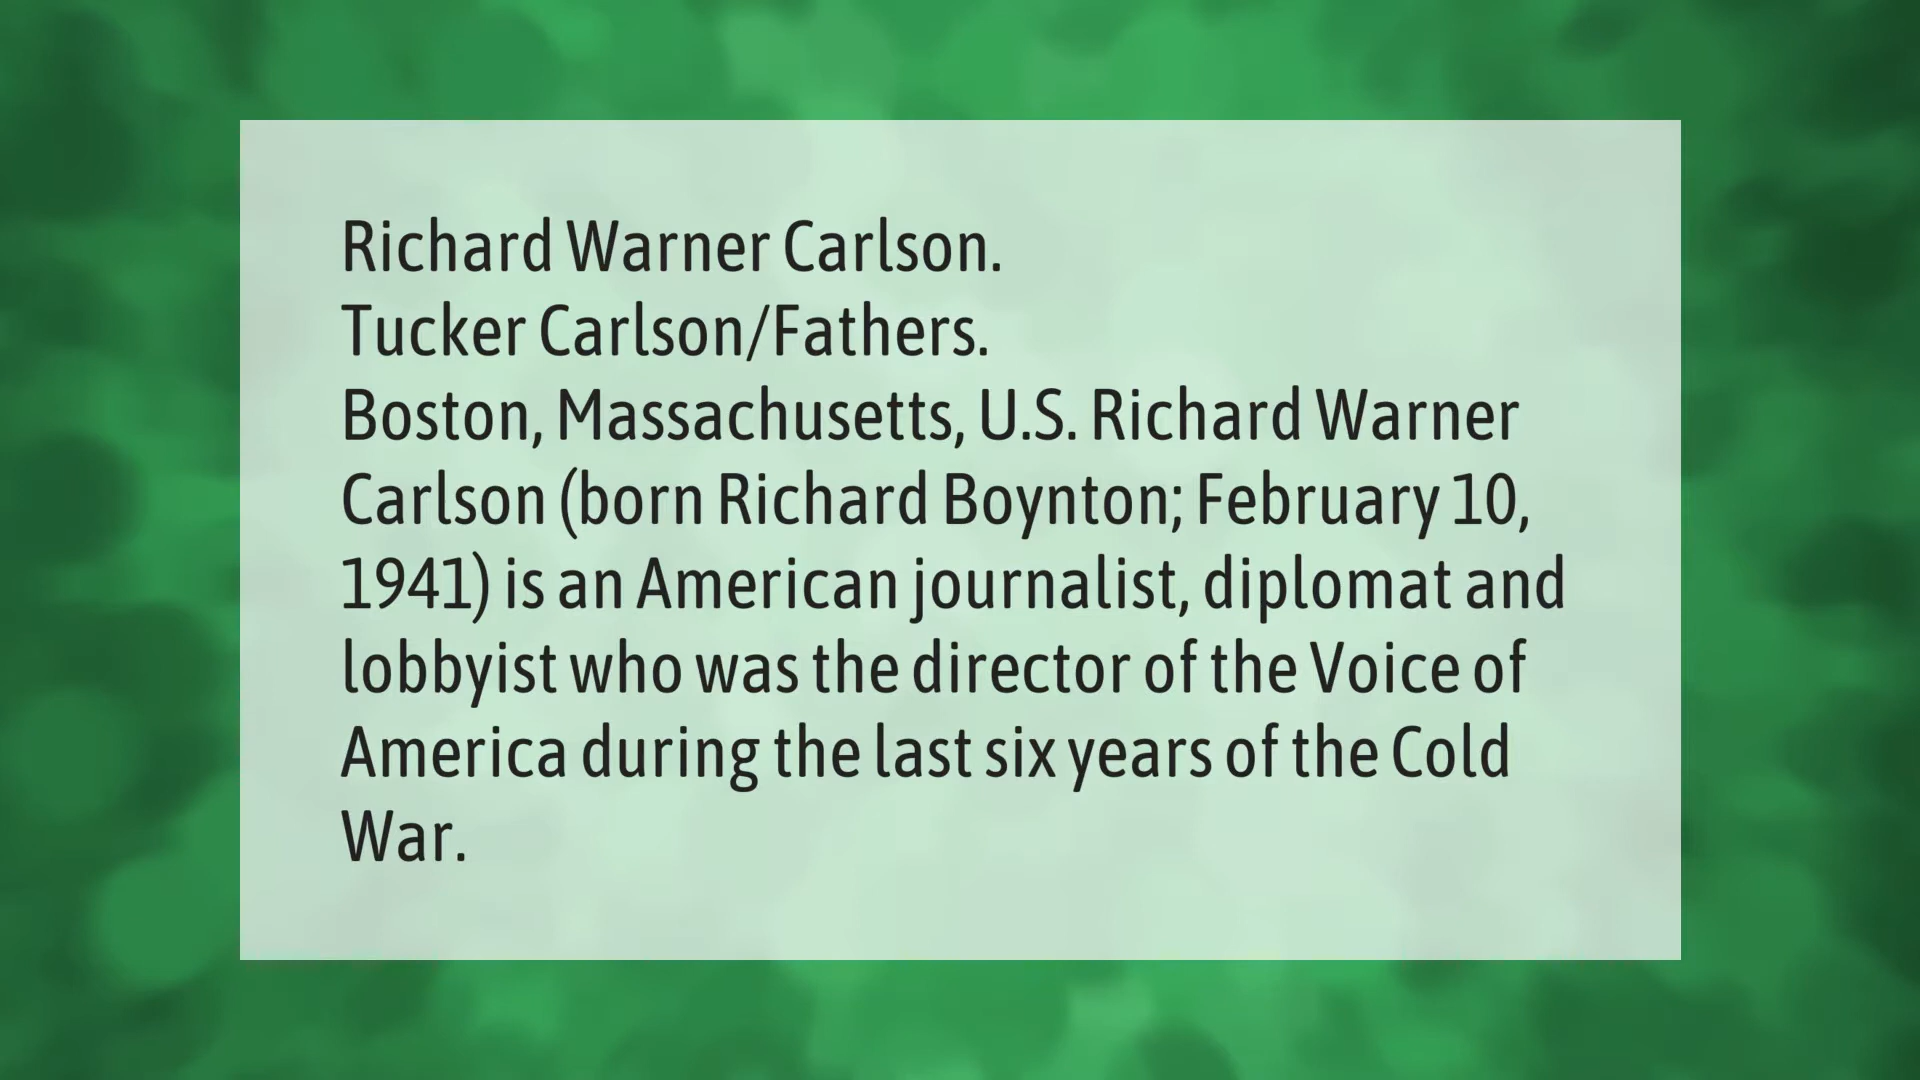 Richard Warner Carlson.
Tucker Carlson/Fathers.
Boston, Massachusetts, U.S. Richard Warner
Carlson (born Richard Boynton; February 10,
1941) is an American journalist, diplomat and
lobbyist who was the director of the Voice of
America during the last six years of the Cold
War.